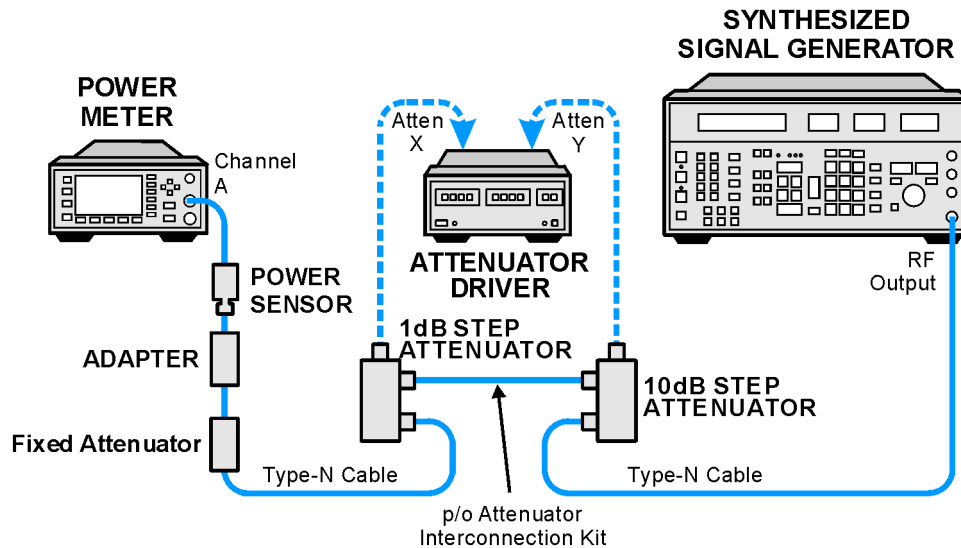 SYNTHESIZED
SIGNAL GENERATOR
POWER
METER
Channel
A
Atten
X
Atten
Y
RF
Output
POWER
SENSOR
ATTENUATOR
DRIVER
1dB STEP
ATTENUATOR
ADAPTER
10dB STEP
ATTENUATOR
Fixed Attenuator
Type-N Cable
Type-N Cable
p/o Attenuator
Interconnection Kit